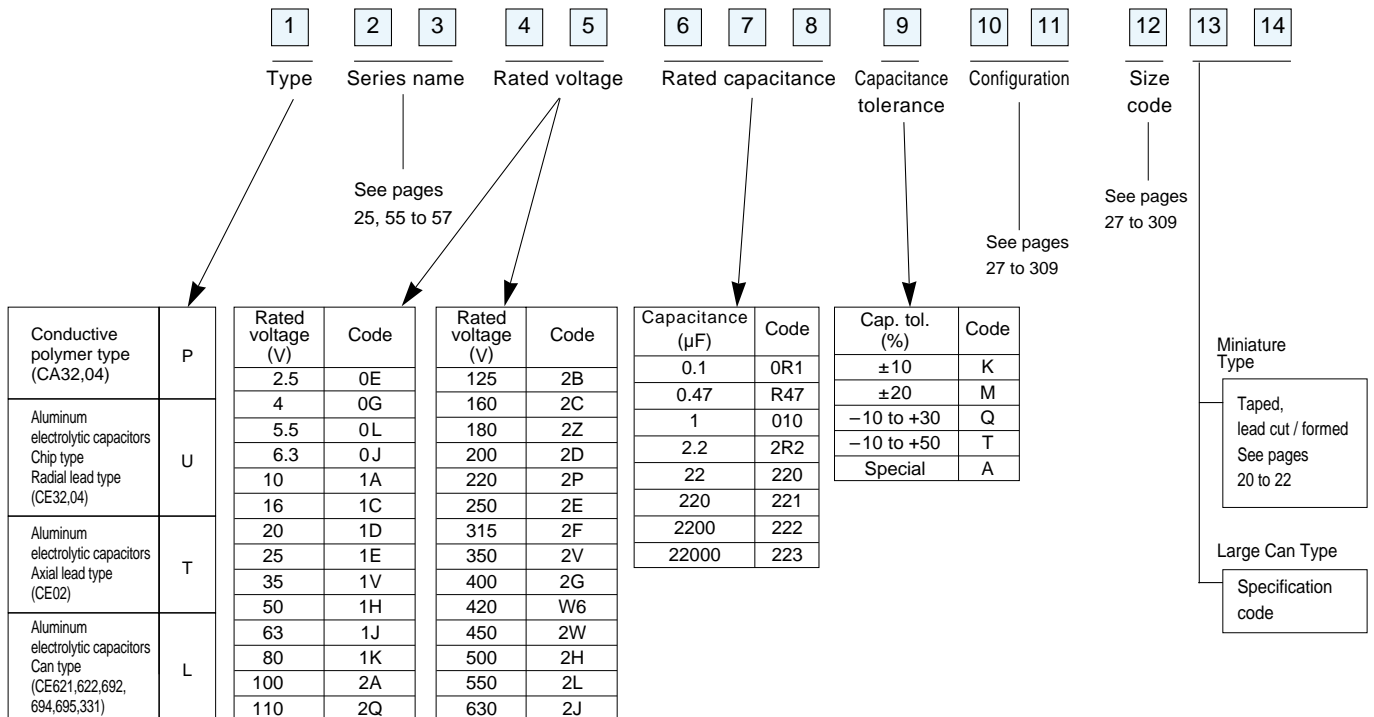 1 2 3 4 5 6 7 8 9 10 11 12 13 14
Type Series name Rated voltage Rated capacitance Capacitance tolerance Configuration Size code
See pages
25, 55 to 57
See pages
27 to 309
See pages
27 to 309
Conductive
polymer type
(CA32,04)
P
Aluminum
electrolytic capacitors
Chip type
Radial lead type
(CE32,04)
U
Aluminum
electrolytic capacitors
Axial lead type
(CE02)
T
Aluminum
electrolytic capacitors
Can type
(CE621,622,692,
694,695,331)
L
Rated voltage (V) Code
2.5 0E
4 0G
5.5 0L
6.3 0J
10 1A
16 1C
20 1D
25 1E
35 1V
50 1H
63 1J
80 1K
100 2A
110 2Q
Rated voltage (V) Code
125 2B
160 2C
180 2Z
200 2D
220 2P
250 2E
315 2F
350 2V
400 2G
420 W6
450 2W
500 2H
550 2L
630 2J
Capacitance (µF) Code
0.1 0R1
0.47 R47
1 010
2.2 2R2
22 220
220 221
2200 222
22000 223
Cap. tol. (%) Code
±10 K
±20 M
−10 to +30 Q
−10 to +50 T
Special A
Miniature
Type
Taped,
lead cut / formed
See pages
20 to 22
Large Can Type
Specification
code